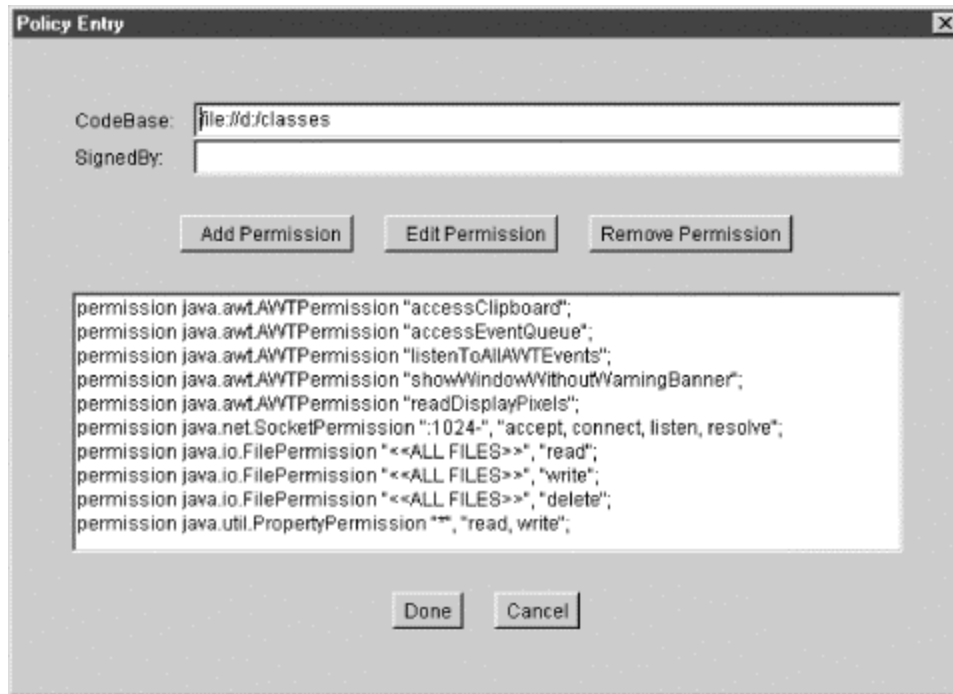 Policy Entry
CodeBase: file://d:/classes
SignedBy:
Add Permission Edit Permission Remove Permission
permission java.awt.AWTPermission "accessClipboard";
permission java.awt.AWTPermission "accessEventQueue";
permission java.awt.AWTPermission "listenToAllAWTEvents";
permission java.awt.AWTPermission "showWindowWithoutWarningBanner";
permission java.awt.AWTPermission "readDisplayPixels";
permission java.net.SocketPermission ":1024-", "accept, connect, listen, resolve";
permission java.io.FilePermission "<<ALL FILES>>", "read";
permission java.io.FilePermission "<<ALL FILES>>", "write";
permission java.io.FilePermission "<<ALL FILES>>", "delete";
permission java.util.PropertyPermission "*", "read, write";
Done Cancel